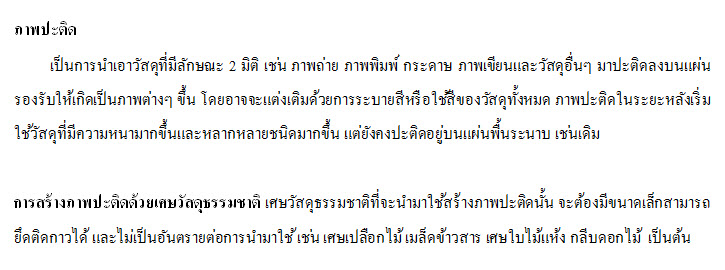 ภาพปะติด
เป็นการนำเอาวัสดุที่มีลักษณะ 2 มิติ เช่น ภาพถ่าย ภาพพิมพ์ กระดาษ ภาพเขียนและวัสดุอื่นๆ มาปะติดลงบนแผ่น
รองรับให้เกิดเป็นภาพต่างๆ ขึ้น โดยอาจจะแต่งเติมด้วยการระบายสีหรือใช้สีของวัสดุทั้งหมด ภาพปะติดในระยะหลังเริ่ม
ใช้วัสดุที่มีความหนามากขึ้นและหลากหลายชนิดมากขึ้น แต่ยังคงปะติดอยู่บนแผ่นพื้นระนาบ เช่นเดิม
การสร้างภาพปะติดด้วยเศษวัสดุธรรมชาติ เศษวัสดุธรรมชาติที่จะนำมาใช้สร้างภาพปะติดนั้น จะต้องมีขนาดเล็กสามารถ
ยึดติดกาวได้ และไม่เป็นอันตรายต่อการนำมาใช้ เช่น เศษเปลือกไม้ เมล็ดข้าวสาร เศษใบไม้แห้ง กลีบดอกไม้ เป็นต้น